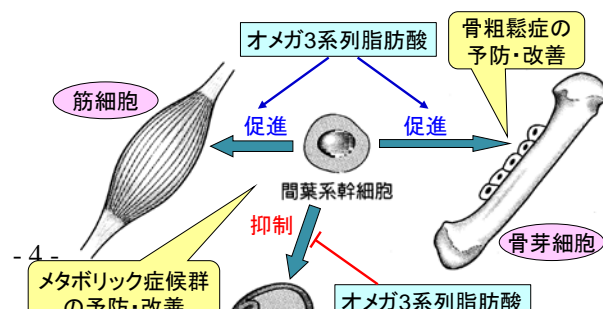 オメガ3系列脂肪酸
骨粗鬆症の
予防・改善
筋細胞
促進
促進
間葉系幹細胞
抑制
骨芽細胞
- 4 -
メタボリック症候群
の予防・改善
オメガ3系列脂肪酸